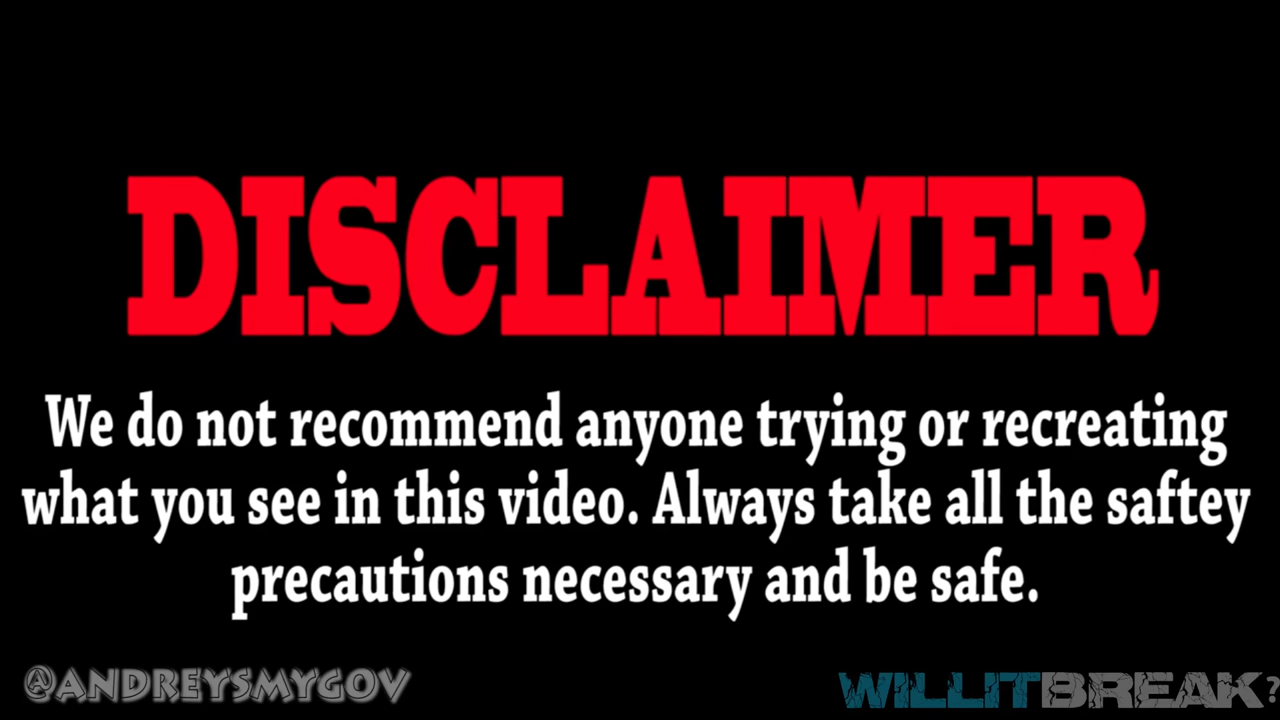 DISCLAIMER
We do not recommend anyone trying or recreating
what you see in this video. Always take all the saftey
precautions necessary and be safe.
@ANDREYSMYGOV
WILLITBREAK?